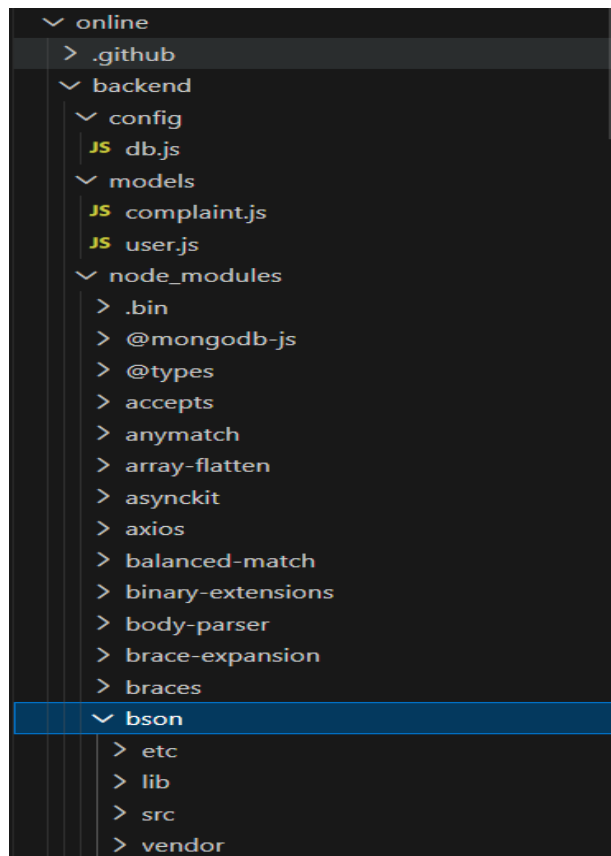 online
.github
backend
config
JS db.js
models
JS complaint.js
JS user.js
node_modules
.bin
@mongodb-js
@types
accepts
anymatch
array-flatten
asynckit
axios
balanced-match
binary-extensions
body-parser
brace-expansion
braces
bson
etc
lib
src
vendor